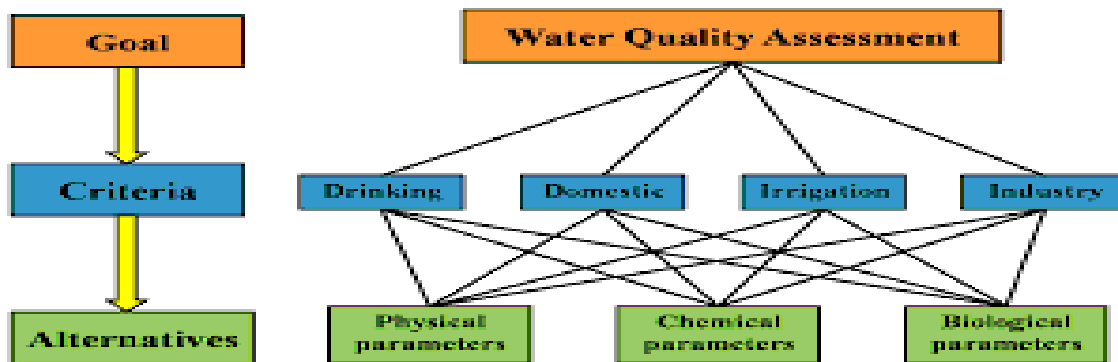 Goal
Water Quality Assessment
Criteria
Drinking
Domestic
Irrigation
Industry
Alternatives
Physical
parameters
Chemical
parameters
Biological
parameters